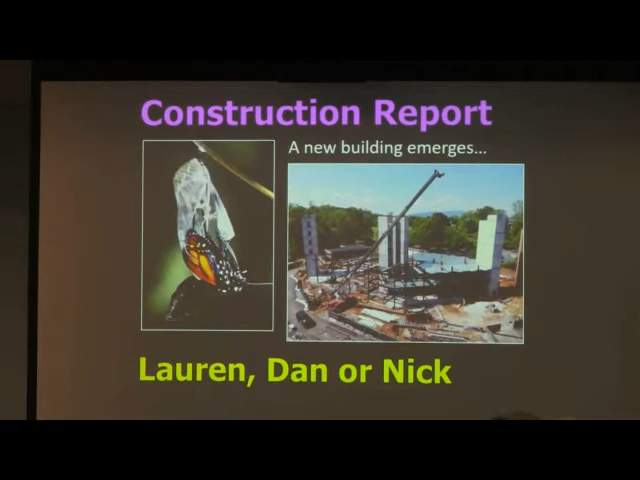 Construction Report
A new building emerges...
Lauren, Dan or Nick